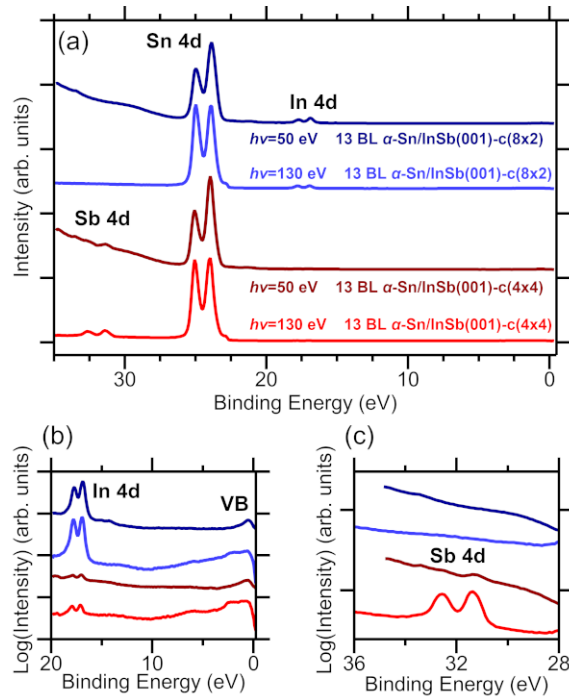 (a)
Sn 4d
In 4d
hν=50 eV 13 BL α-Sn/InSb(001)-c(8x2)
hν=130 eV 13 BL α-Sn/InSb(001)-c(8x2)
Sb 4d
hν=50 eV 13 BL α-Sn/InSb(001)-c(4x4)
hν=130 eV 13 BL α-Sn/InSb(001)-c(4x4)
Intensity (arb. units)
30 20 10 0
Binding Energy (eV)
(b)
In 4d
VB
Log(Intensity) (arb. units)
20 10 0
Binding Energy (eV)
(c)
Sb 4d
Log(Intensity) (arb. units)
36 32 28
Binding Energy (eV)